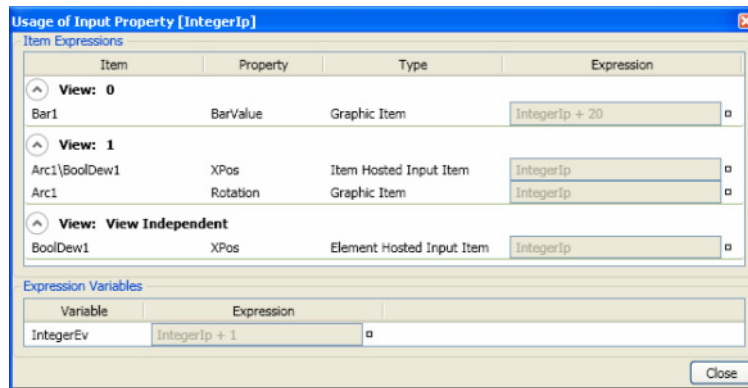 Usage of Input Property [IntegerIp]
Item Expressions
Item Property Type Expression
View: 0
Bar1 BarValue Graphic Item IntegerIp + 20
View: 1
Arc1\BoolDew1 XPos Item Hosted Input Item IntegerIp
Arc1 Rotation Graphic Item IntegerIp
View: View Independent
BoolDew1 XPos Element Hosted Input Item IntegerIp
Expression Variables
Variable Expression
IntegerEv IntegerIp + 1
Close